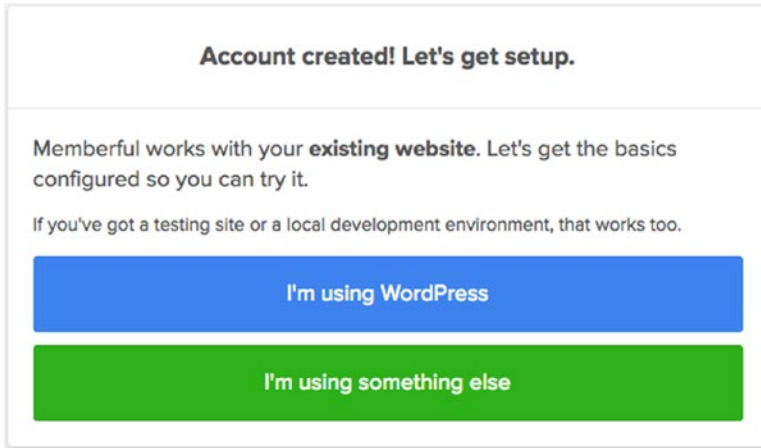 Account created! Let's get setup.
Memberful works with your existing website. Let's get the basics
configured so you can try it.
If you've got a testing site or a local development environment, that works too.
I'm using WordPress
I'm using something else